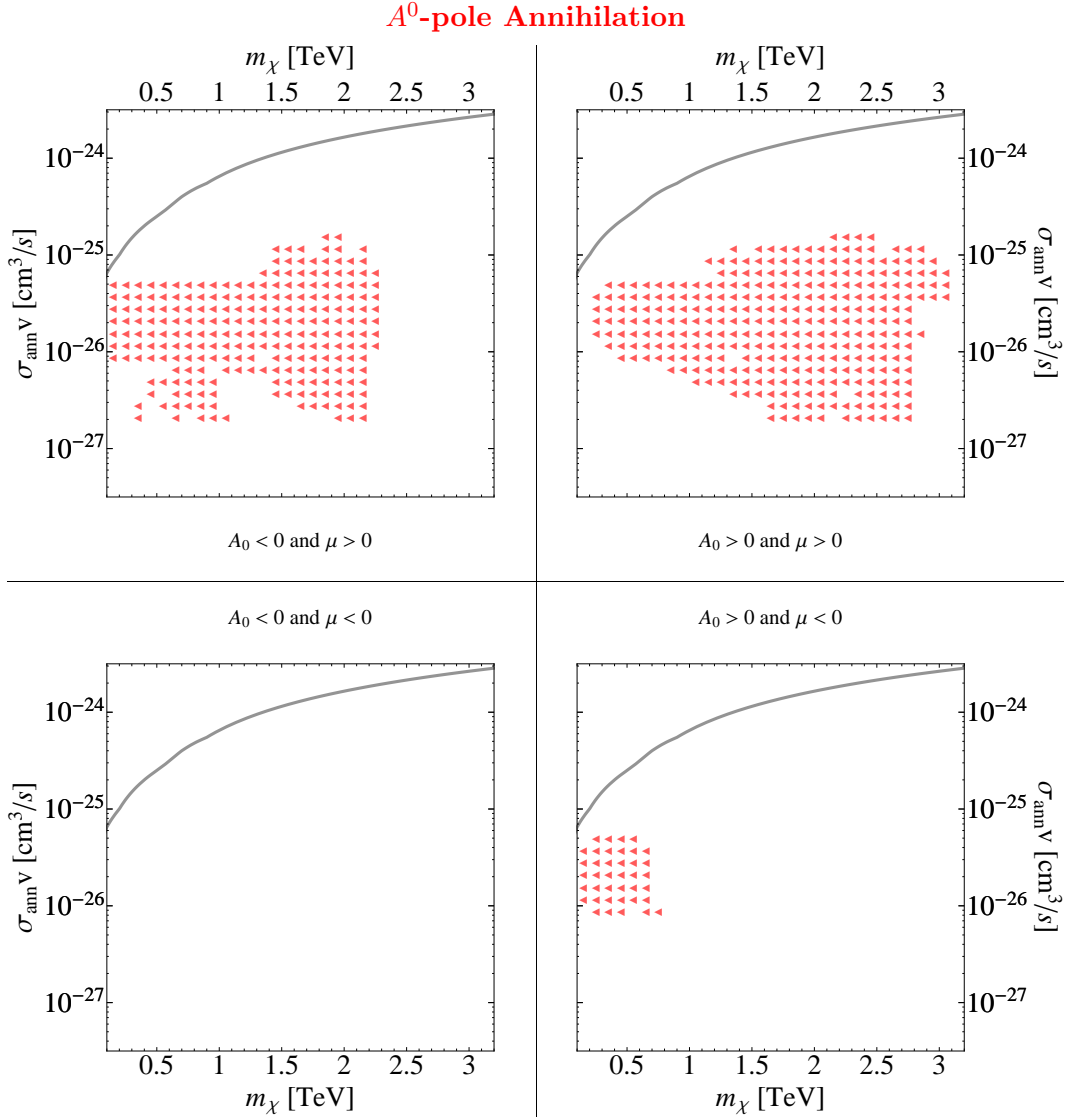 A⁰-pole Annihilation
m_χ [TeV] m_χ [TeV]
0.5 1 1.5 2 2.5 3 0.5 1 1.5 2 2.5 3
10⁻²⁴ 10⁻²⁴
10⁻²⁵ 10⁻²⁵
10⁻²⁶ 10⁻²⁶
10⁻²⁷ 10⁻²⁷
σ_ann v [cm³/s] σ_ann v [cm³/s]
A₀ < 0 and μ > 0 A₀ > 0 and μ > 0
A₀ < 0 and μ < 0 A₀ > 0 and μ < 0
10⁻²⁴ 10⁻²⁴
10⁻²⁵ 10⁻²⁵
10⁻²⁶ 10⁻²⁶
10⁻²⁷ 10⁻²⁷
σ_ann v [cm³/s] σ_ann v [cm³/s]
0.5 1 1.5 2 2.5 3 0.5 1 1.5 2 2.5 3
m_χ [TeV] m_χ [TeV]